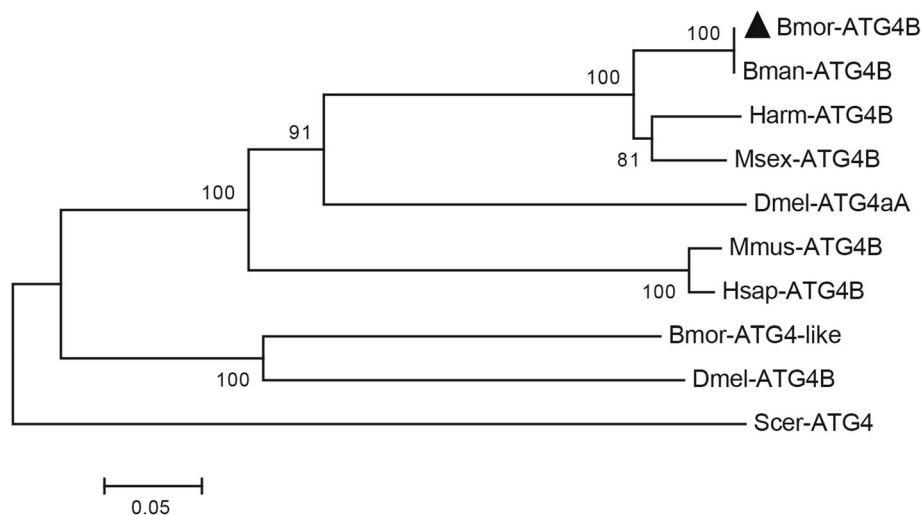 100
Bmor-ATG4B
Bman-ATG4B
100
Harm-ATG4B
91
81
Msex-ATG4B
100
Dmel-ATG4aA
Mmus-ATG4B
100
Hsap-ATG4B
Bmor-ATG4-like
100
Dmel-ATG4B
Scer-ATG4
0.05